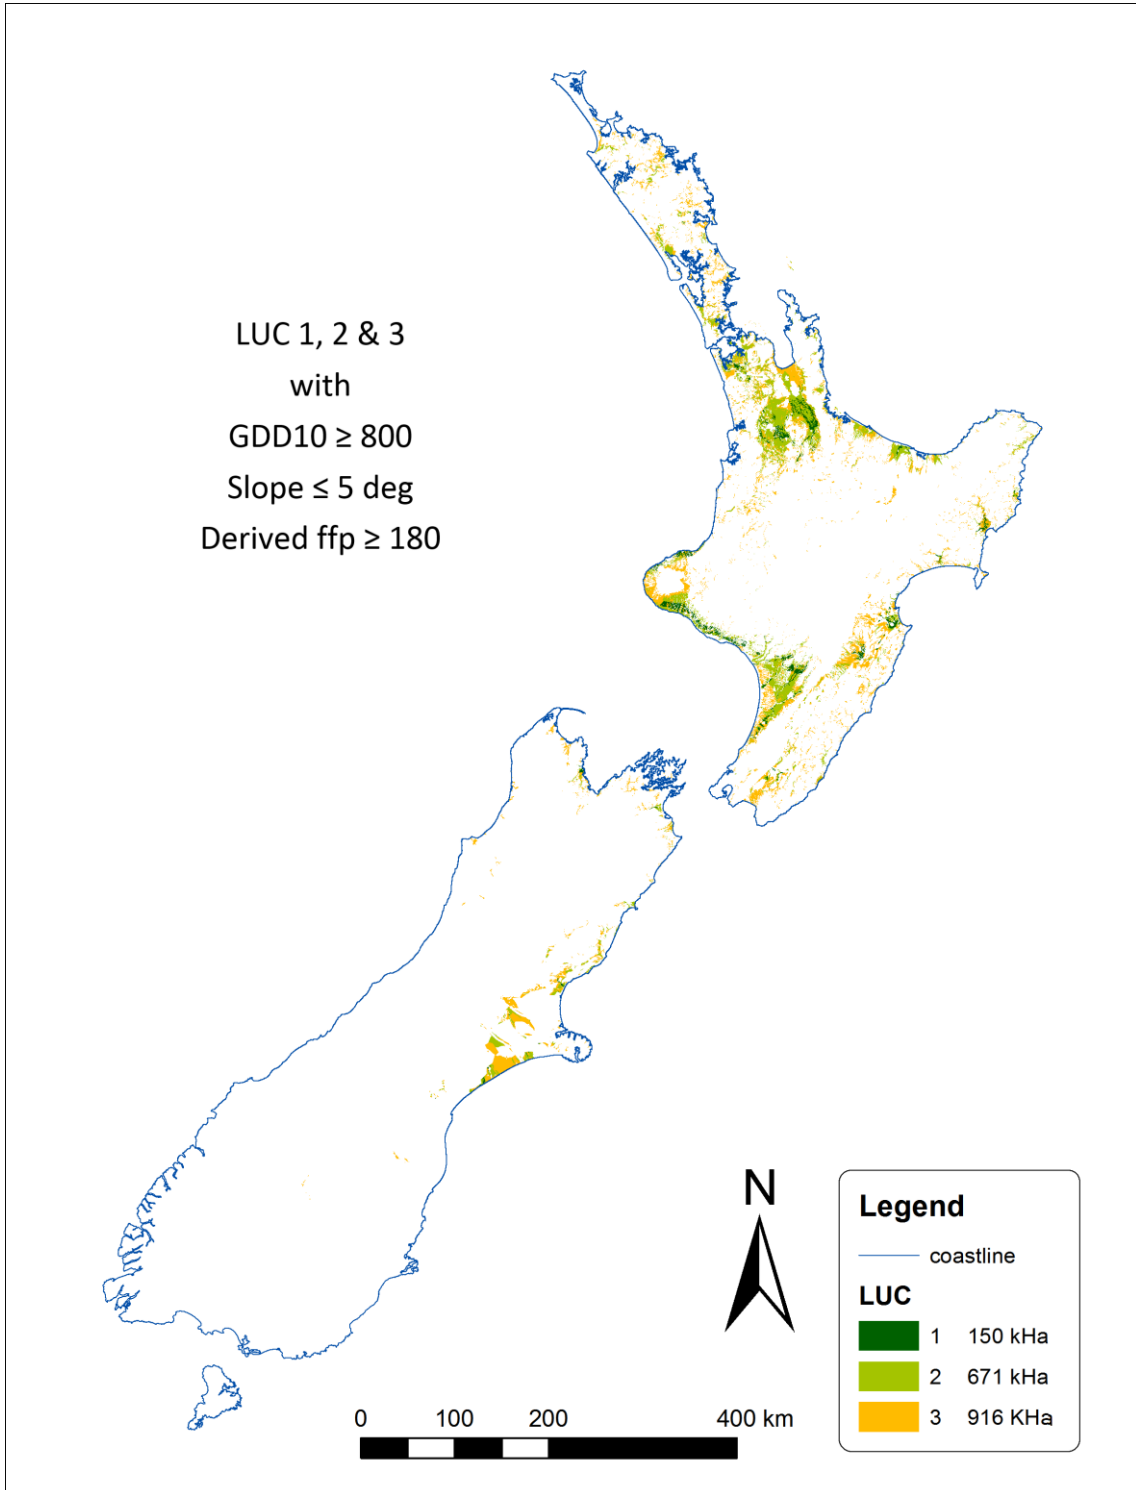 LUC 1, 2 & 3
with
GDD10 ≥ 800
Slope ≤ 5 deg
Derived ffp ≥ 180
N
Legend
coastline
LUC
1 150 kHa
2 671 kHa
3 916 KHa
0 100 200 400 km